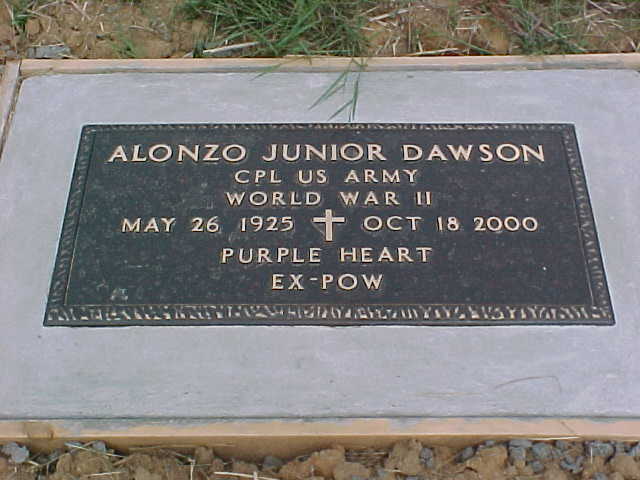 ALONZO JUNIOR DAWSON
CPL US ARMY
WORLD WAR II
MAY 26 1925 OCT 18 2000
PURPLE HEART
EX-POW